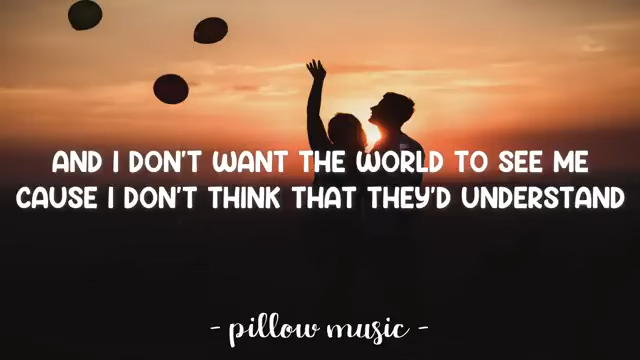 AND I DON'T WANT THE WORLD TO SEE ME
CAUSE I DON'T THINK THAT THEY'D UNDERSTAND
- pillow music -